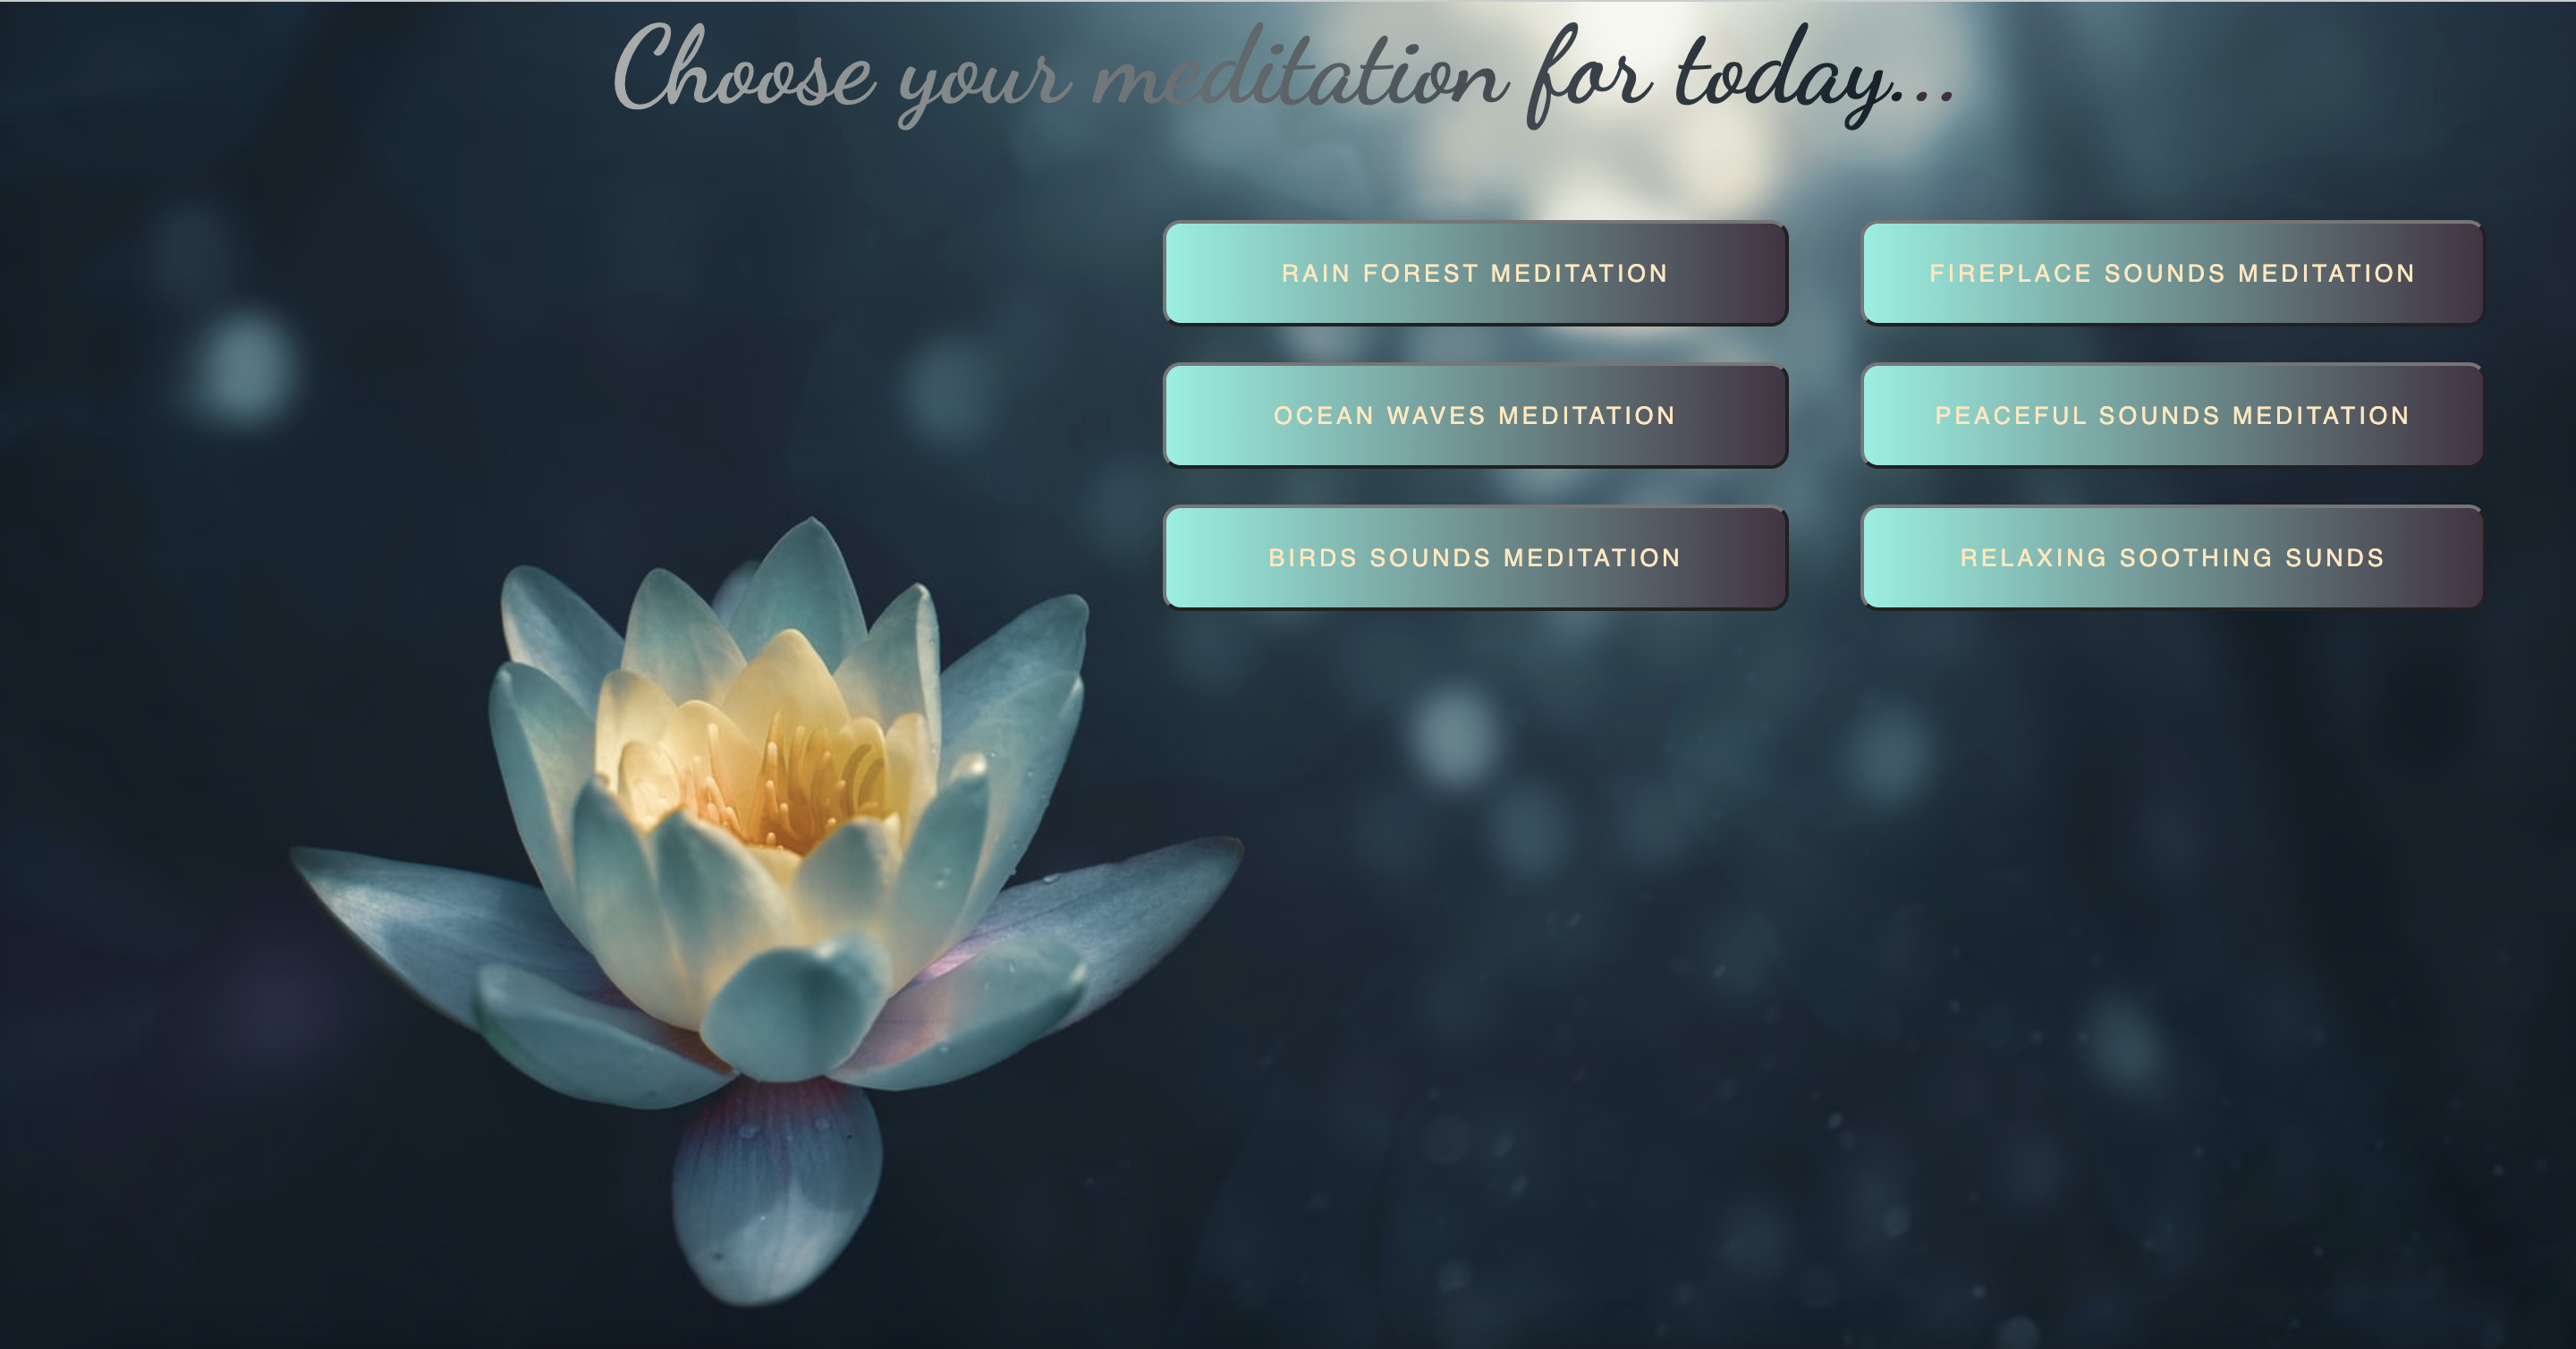 Choose your meditation for today...
RAIN FOREST MEDITATION
FIREPLACE SOUNDS MEDITATION
OCEAN WAVES MEDITATION
PEACEFUL SOUNDS MEDITATION
BIRDS SOUNDS MEDITATION
RELAXING SOOTHING SUNDS